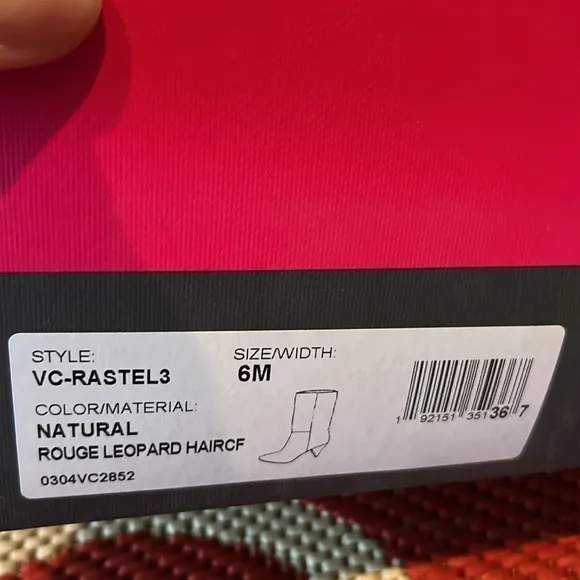 STYLE: SIZE/WIDTH:
VC-RASTEL3 6M
COLOR/MATERIAL:
NATURAL
ROUGE LEOPARD HAIRCF
0304VC2852
1 92151 35136 7